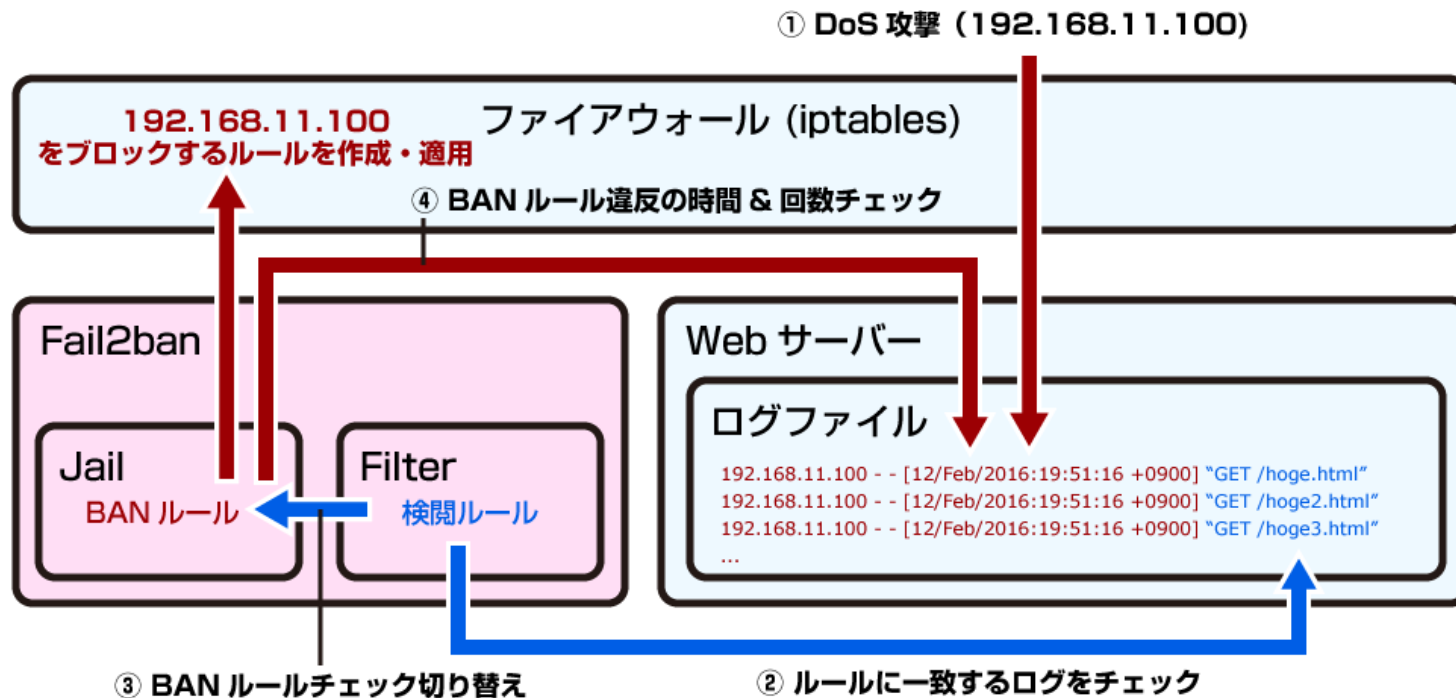 ① DoS 攻撃（192.168.11.100）
192.168.11.100
をブロックするルールを作成・適用
ファイアウォール (iptables)
④ BAN ルール違反の時間 & 回数チェック
Fail2ban
Jail
BAN ルール
Filter
検閲ルール
Web サーバー
ログファイル
192.168.11.100 - - [12/Feb/2016:19:51:16 +0900] “GET /hoge.html”
192.168.11.100 - - [12/Feb/2016:19:51:16 +0900] “GET /hoge2.html”
192.168.11.100 - - [12/Feb/2016:19:51:16 +0900] “GET /hoge3.html”
...
③ BAN ルールチェック切り替え
② ルールに一致するログをチェック